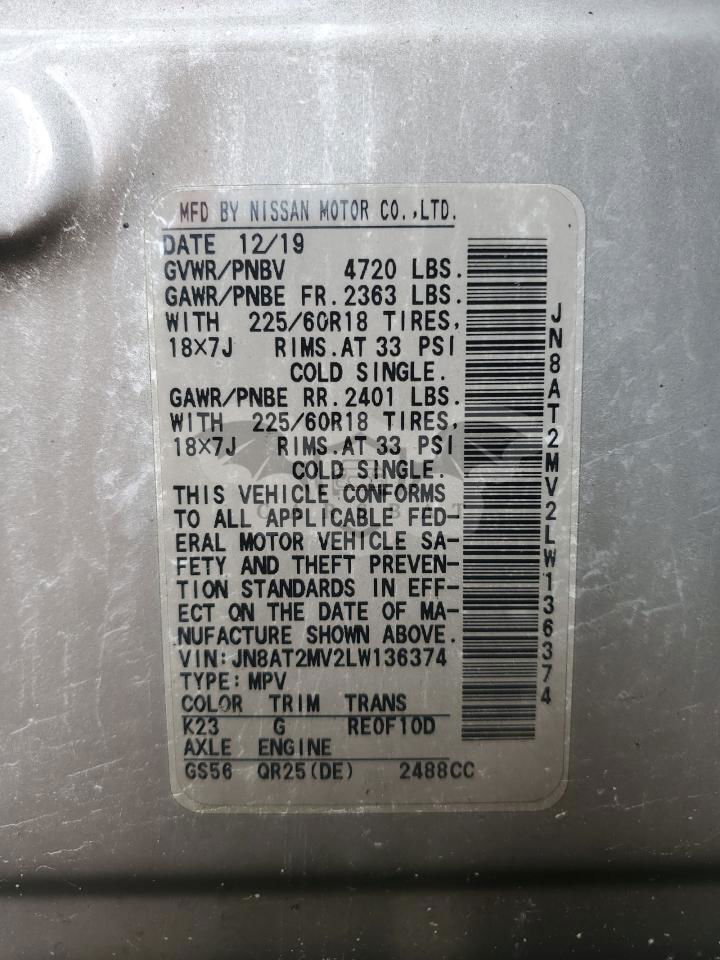 MFD BY NISSAN MOTOR CO.,LTD.
DATE 12/19
GVWR/PNBV 4720 LBS.
GAWR/PNBE FR. 2363 LBS.
WITH 225/60R18 TIRES,
18X7J RIMS. AT 33 PSI
COLD SINGLE.
GAWR/PNBE RR. 2401 LBS.
WITH 225/60R18 TIRES,
18X7J RIMS. AT 33 PSI
COLD SINGLE.
THIS VEHICLE CONFORMS
TO ALL APPLICABLE FED-
ERAL MOTOR VEHICLE SA-
FETY AND THEFT PREVEN-
TION STANDARDS IN EFF-
ECT ON THE DATE OF MA-
NUFACTURE SHOWN ABOVE.
VIN:JN8AT2MV2LW136374
TYPE:MPV
COLOR TRIM TRANS
K23 G RE0F10D
AXLE ENGINE
GS56 QR25(DE) 2488CC
JN8AT2MV2LW136374